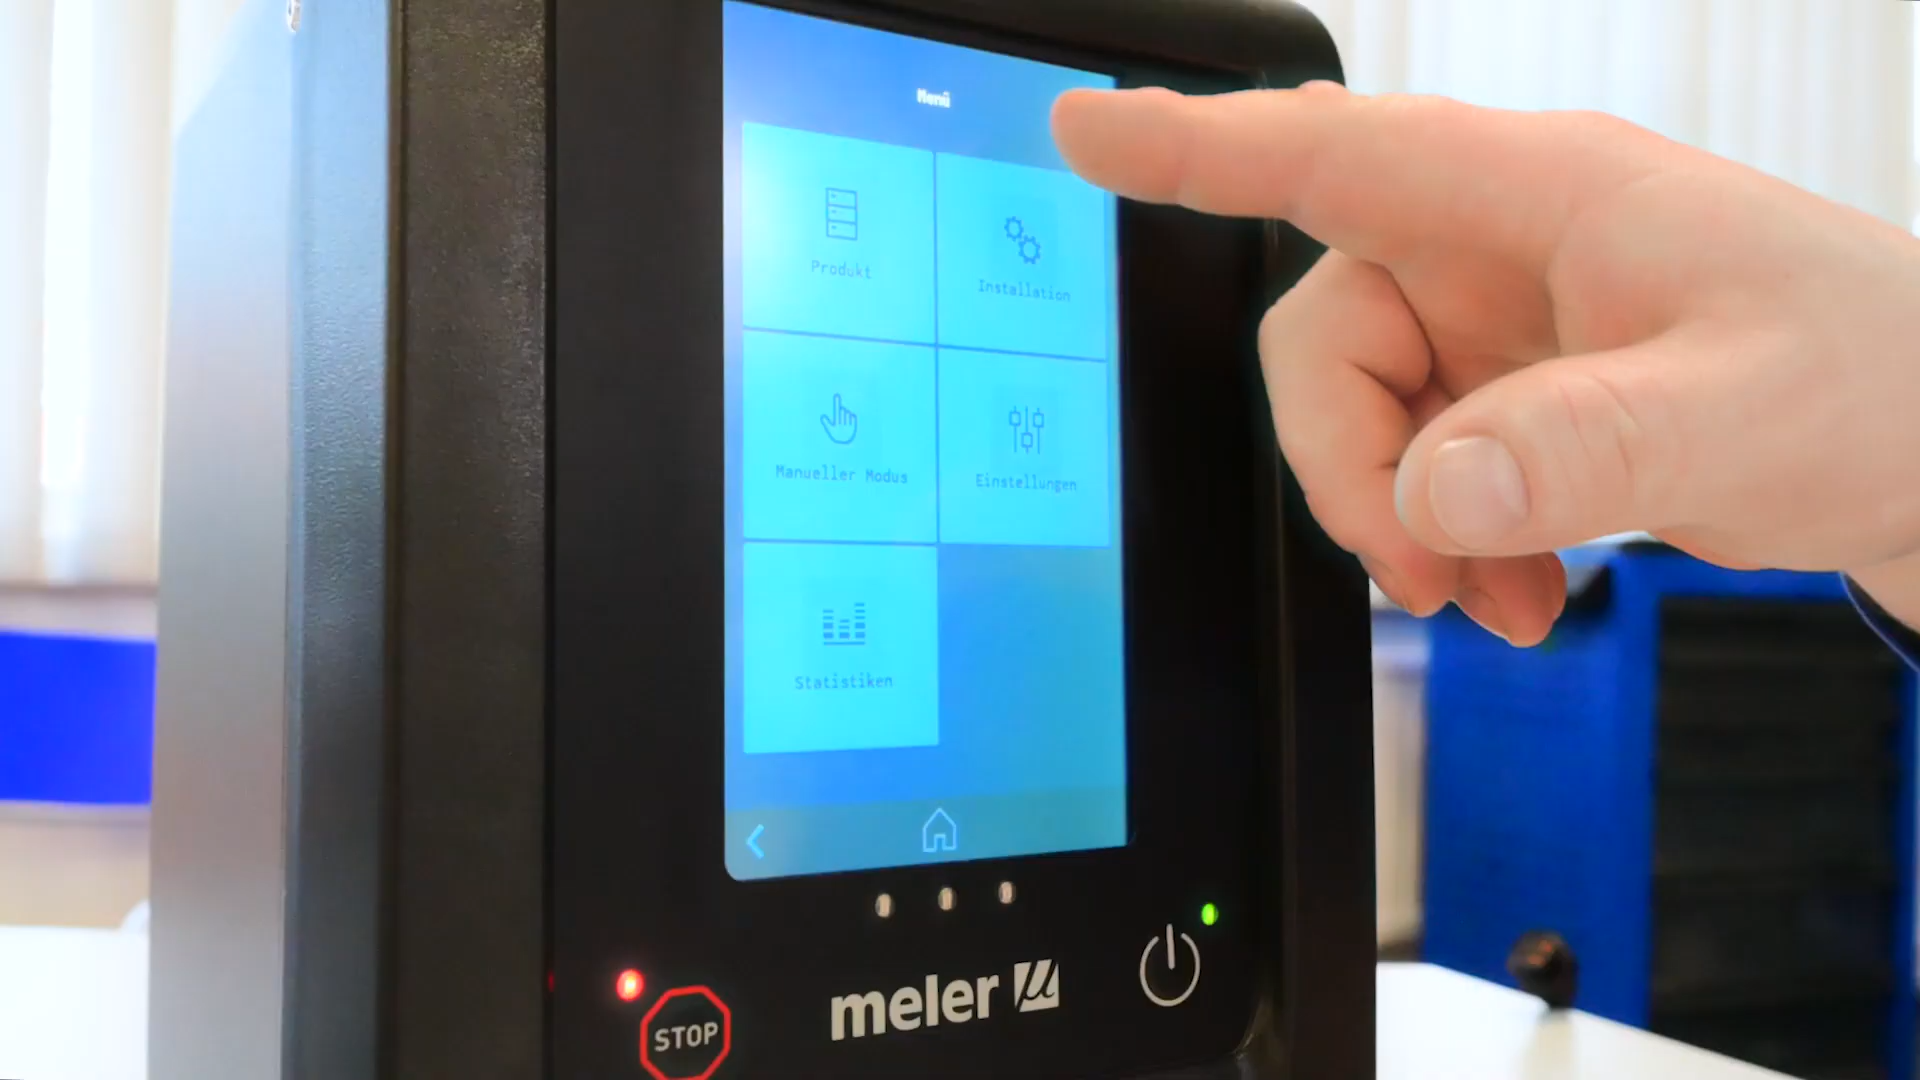 Menü
Produkt
Installation
Manueller Modus
Einstellungen
Statistiken
meler
STOP